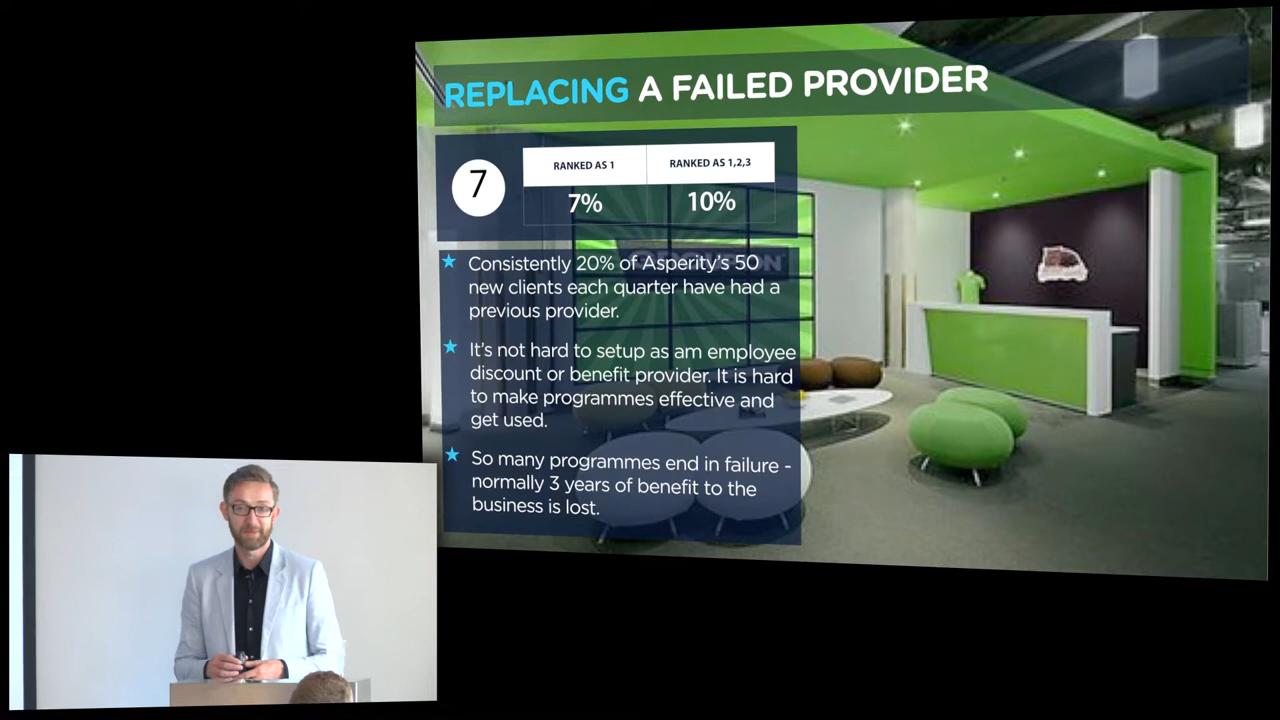 REPLACING A FAILED PROVIDER
7
RANKED AS 1 RANKED AS 1,2,3
7% 10%
Consistently 20% of Asperity's 50
new clients each quarter have had a
previous provider.
It's not hard to setup as am employee
discount or benefit provider. It is hard
to make programmes effective and
get used.
So many programmes end in failure -
normally 3 years of benefit to the
business is lost.